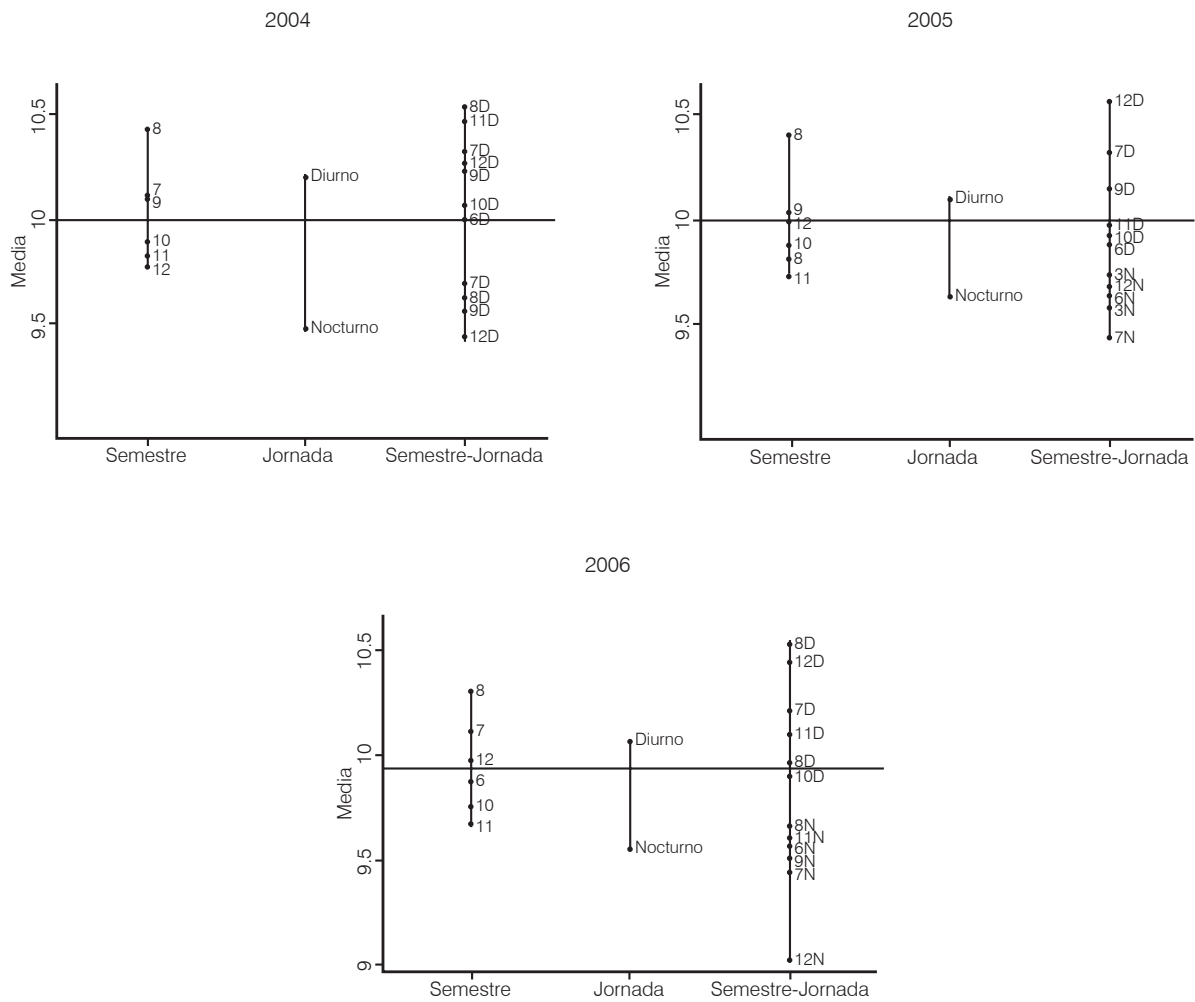 2004
10.5
10
9.5
Media
8
7
9
10
11
12
Diurno
Nocturno
8D
11D
7D
12D
9D
10D
6D
7D
8D
9D
12D
Semestre
Jornada
Semestre-Jornada
2005
10.5
10
9.5
Media
8
9
12
10
8
11
Diurno
Nocturno
12D
7D
9D
11D
10D
6D
3N
12N
6N
3N
7N
Semestre
Jornada
Semestre-Jornada
2006
10.5
10
9.5
9
Media
8
7
12
6
10
11
Diurno
Nocturno
8D
12D
7D
11D
8D
10D
8N
11N
6N
9N
7N
12N
Semestre
Jornada
Semestre-Jornada